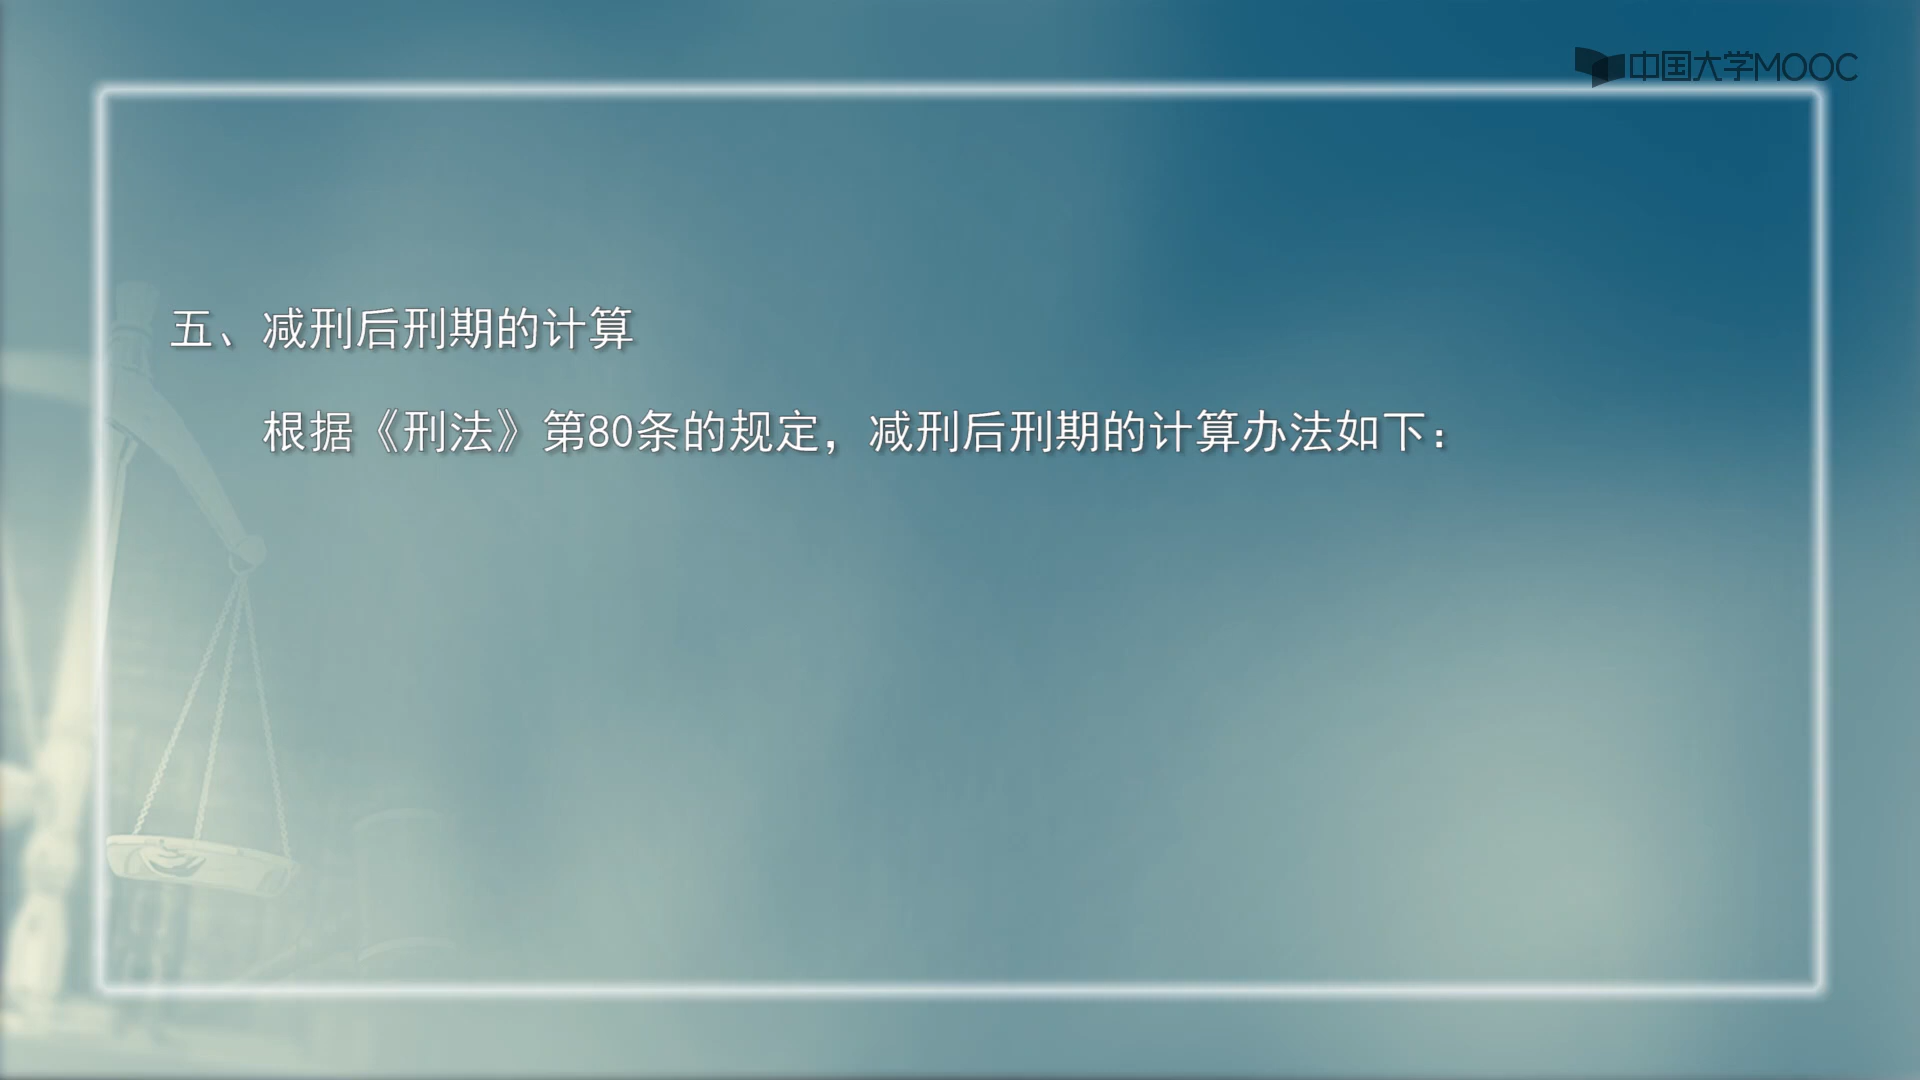 中国大学MOOC
五、减刑后刑期的计算
根据《刑法》第80条的规定，减刑后刑期的计算办法如下：